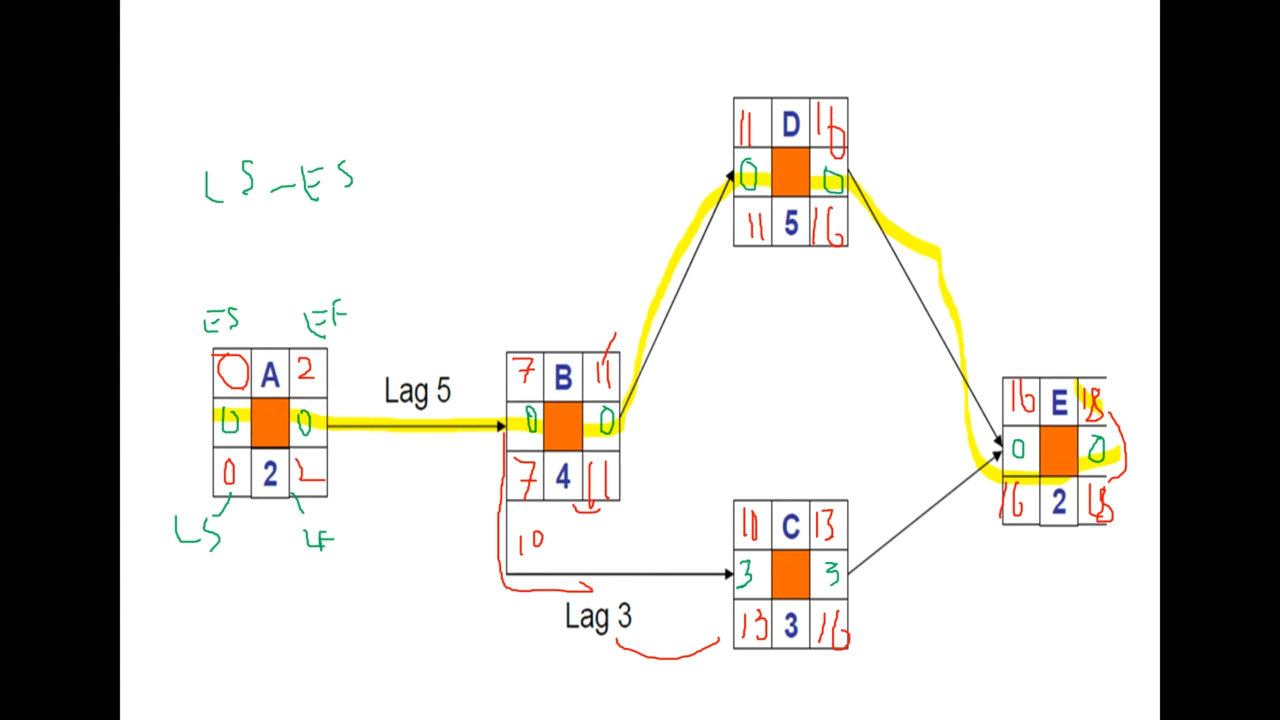 LS - ES
ES EF
0 A 2
0 0
0 2 2
LS LF
Lag 5
7 B 11
0 0
7 4 11
10
Lag 3
11 D 16
0 0
11 5 16
10 C 13
3 3
13 3 16
16 E 18
0 0
16 2 18